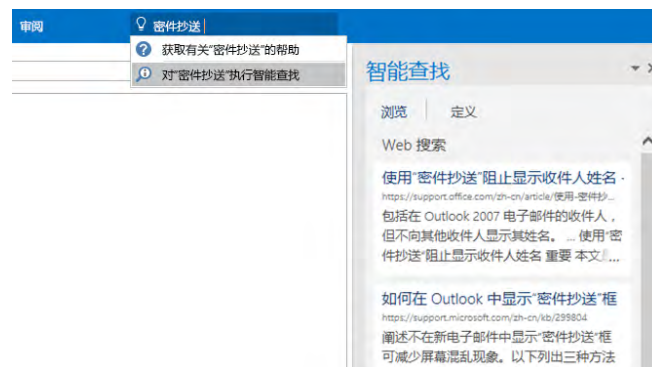 审阅
密件抄送
获取有关"密件抄送"的帮助
对"密件抄送"执行智能查找
智能查找
浏览
定义
Web 搜索
使用"密件抄送"阻止显示收件人姓名 ·
https://support.office.com/zh-cn/article/使用-密件抄...
包括在 Outlook 2007 电子邮件的收件人，
但不向其他收件人显示其姓名。 ... 使用"密
件抄送"阻止显示收件人姓名 重要 本文...
如何在 Outlook 中显示"密件抄送"框
https://support.microsoft.com/zh-cn/kb/299804
阐述不在新电子邮件中显示"密件抄送"框
可减少屏幕混乱现象。以下列出三种方法